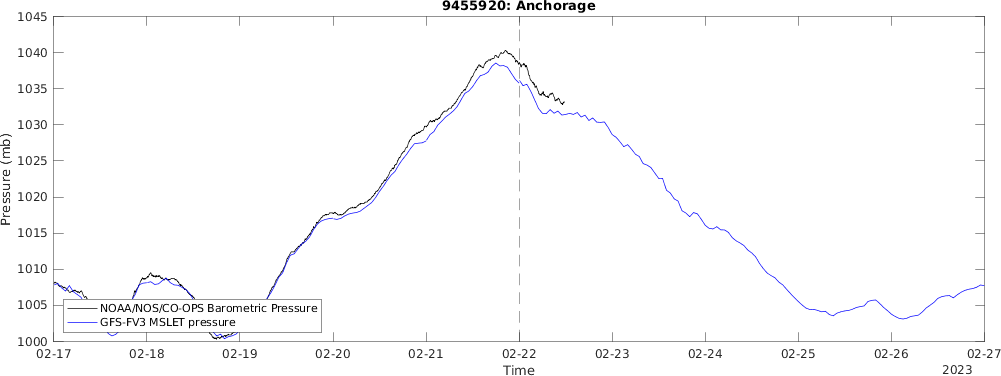 9455920: Anchorage
1045
1040
1035
1030
1025
1020
1015
1010
1005
1000
Pressure (mb)
NOAA/NOS/CO-OPS Barometric Pressure
GFS-FV3 MSLET pressure
02-17 02-18 02-19 02-20 02-21 02-22 02-23 02-24 02-25 02-26 02-27
Time
2023